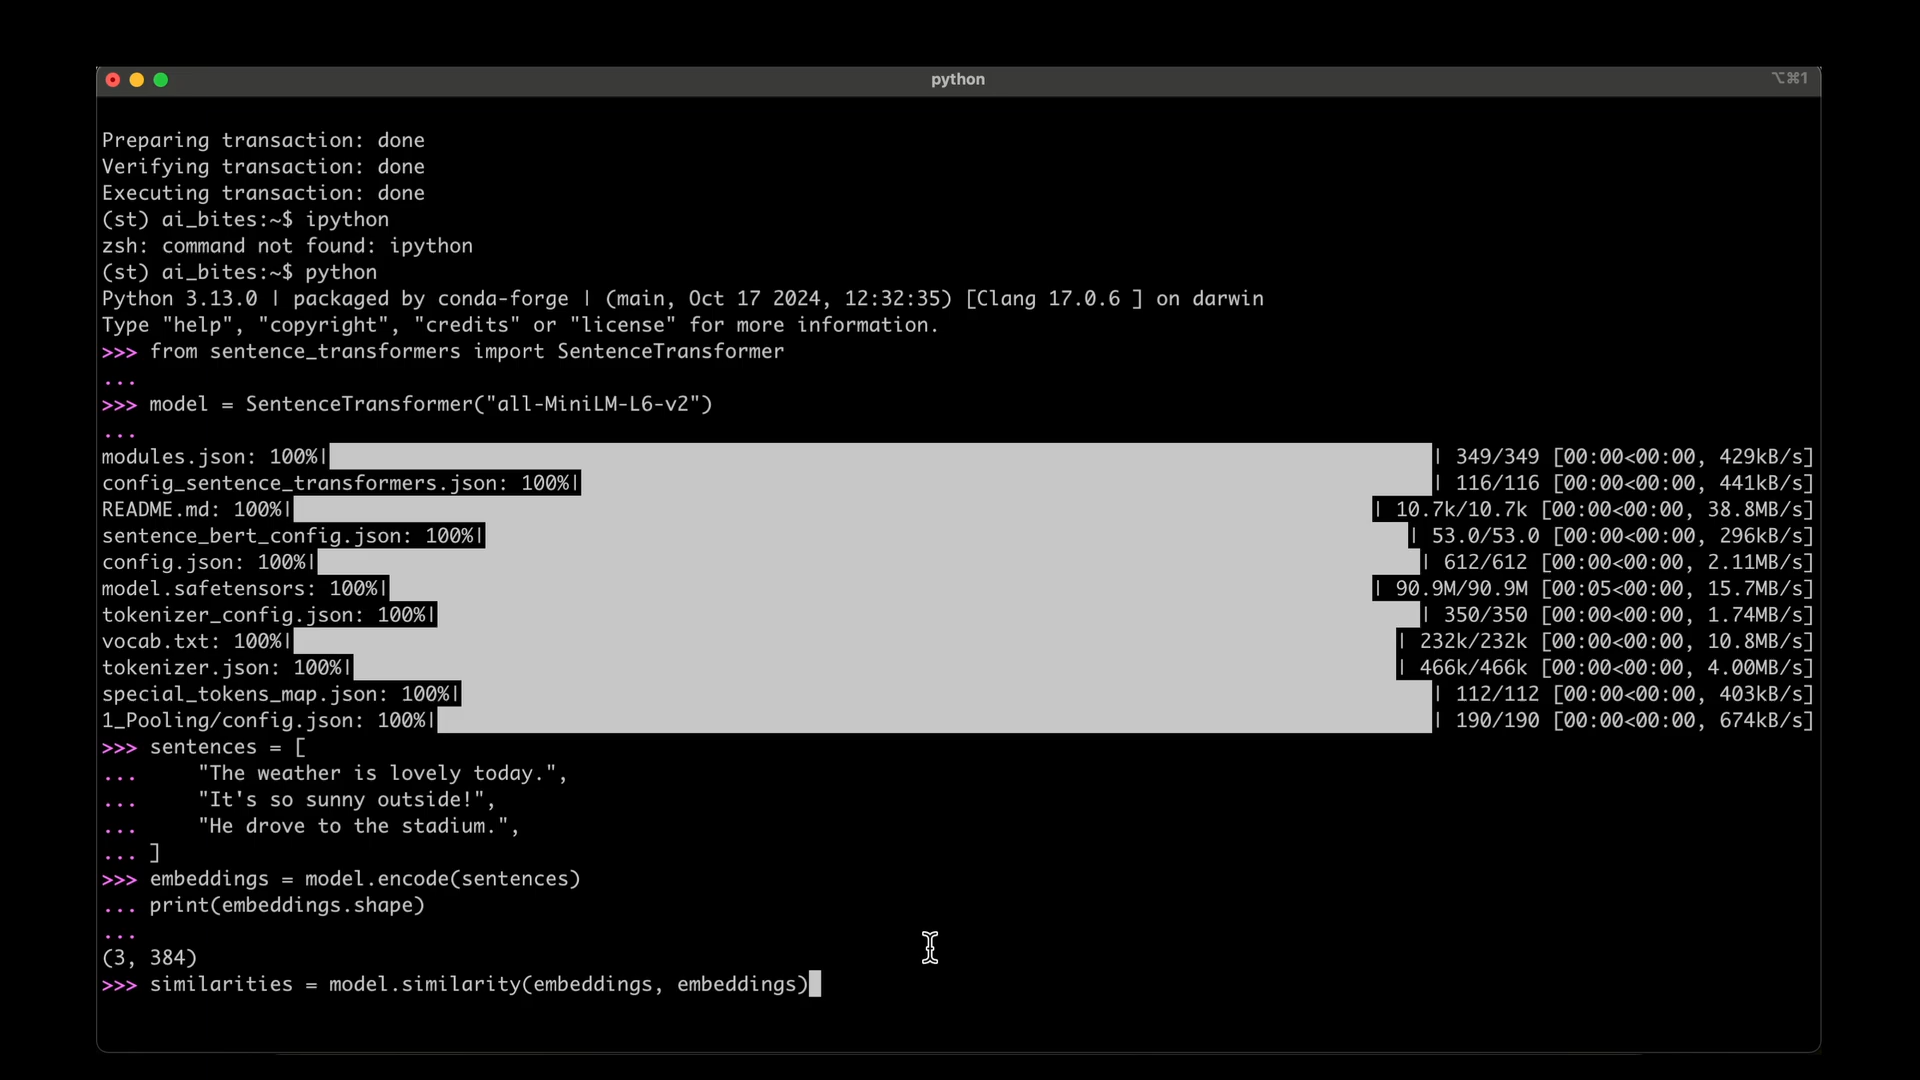 python
⌥⌘1
Preparing transaction: done
Verifying transaction: done
Executing transaction: done
(st) ai_bites:~$ ipython
zsh: command not found: ipython
(st) ai_bites:~$ python
Python 3.13.0 | packaged by conda-forge | (main, Oct 17 2024, 12:32:35) [Clang 17.0.6 ] on darwin
Type "help", "copyright", "credits" or "license" for more information.
>>> from sentence_transformers import SentenceTransformer
...
>>> model = SentenceTransformer("all-MiniLM-L6-v2")
...
modules.json: 100%| | 349/349 [00:00<00:00, 429kB/s]
config_sentence_transformers.json: 100%| | 116/116 [00:00<00:00, 441kB/s]
README.md: 100%| | 10.7k/10.7k [00:00<00:00, 38.8MB/s]
sentence_bert_config.json: 100%| | 53.0/53.0 [00:00<00:00, 296kB/s]
config.json: 100%| | 612/612 [00:00<00:00, 2.11MB/s]
model.safetensors: 100%| | 90.9M/90.9M [00:05<00:00, 15.7MB/s]
tokenizer_config.json: 100%| | 350/350 [00:00<00:00, 1.74MB/s]
vocab.txt: 100%| | 232k/232k [00:00<00:00, 10.8MB/s]
tokenizer.json: 100%| | 466k/466k [00:00<00:00, 4.00MB/s]
special_tokens_map.json: 100%| | 112/112 [00:00<00:00, 403kB/s]
1_Pooling/config.json: 100%| | 190/190 [00:00<00:00, 674kB/s]
>>> sentences = [
...     "The weather is lovely today.",
...     "It's so sunny outside!",
...     "He drove to the stadium.",
... ]
>>> embeddings = model.encode(sentences)
... print(embeddings.shape)
...
(3, 384)
>>> similarities = model.similarity(embeddings, embeddings)